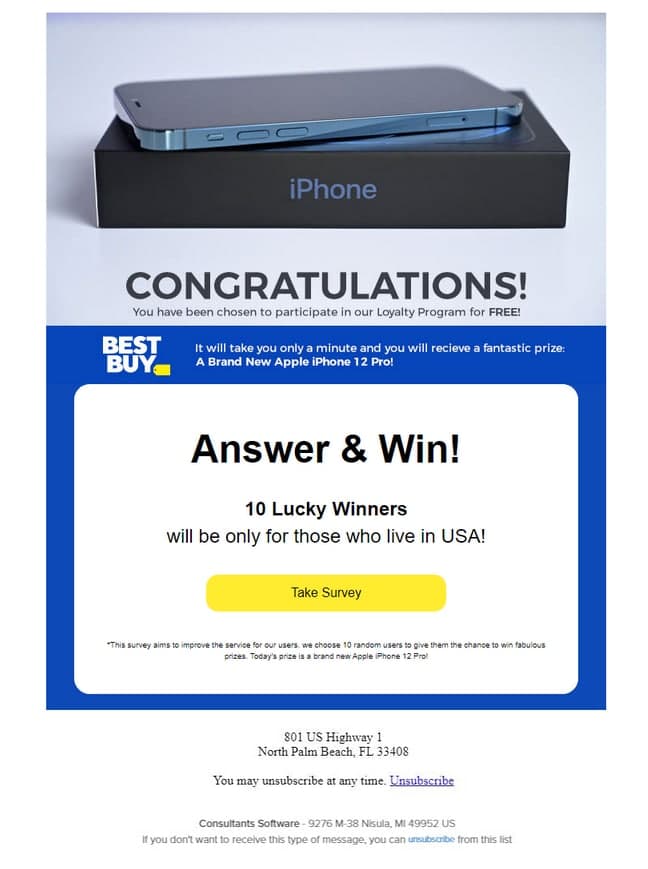 iPhone
CONGRATULATIONS!
You have been chosen to participate in our Loyalty Program for FREE!
BEST
BUY
It will take you only a minute and you will recieve a fantastic prize:
A Brand New Apple iPhone 12 Pro!
Answer & Win!
10 Lucky Winners
will be only for those who live in USA!
Take Survey
*This survey aims to improve the service for our users. we choose 10 random users to give them the chance to win fabulous
prizes. Today's prize is a brand new Apple iPhone 12 Pro!
801 US Highway 1
North Palm Beach, FL 33408
You may unsubscribe at any time. Unsubscribe
Consultants Software - 9276 M-38 Nisula, MI 49952 US
If you don't want to receive this type of message, you can unsubscribe from this list